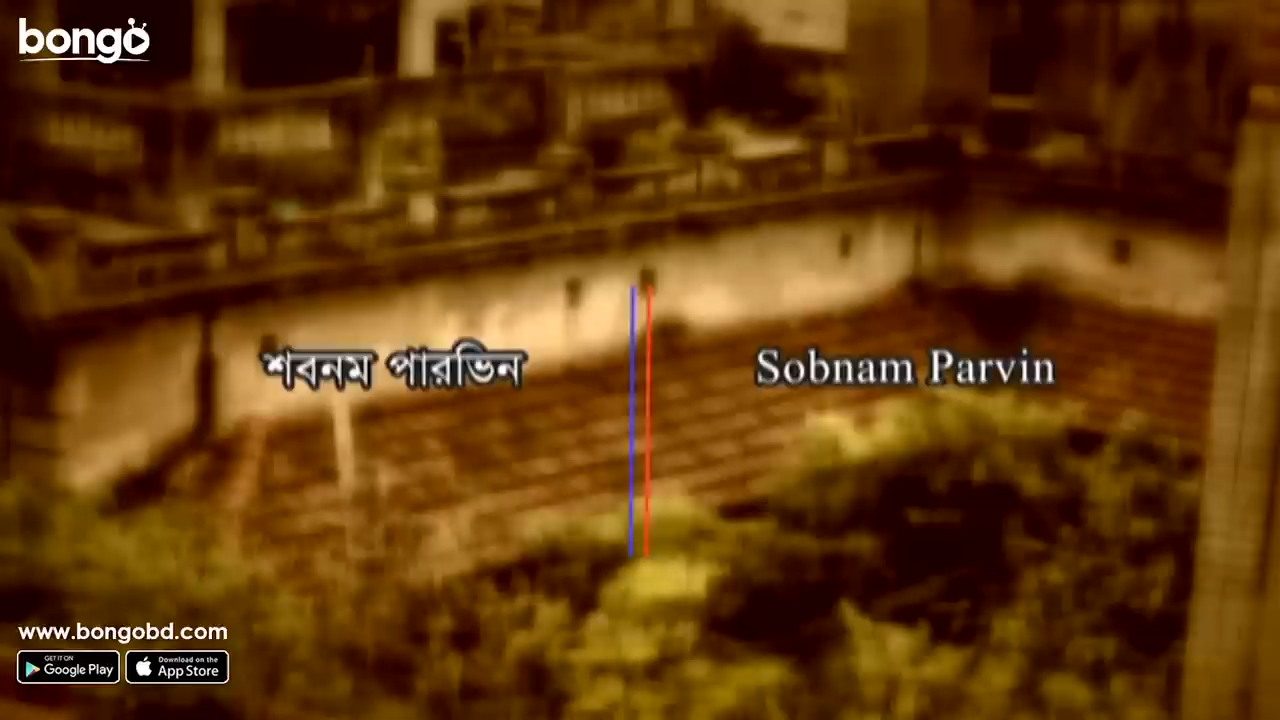 bongo
শবনম পারভিন
Sobnam Parvin
www.bongobd.com
GET IT ON
Google Play
Download on the
App Store